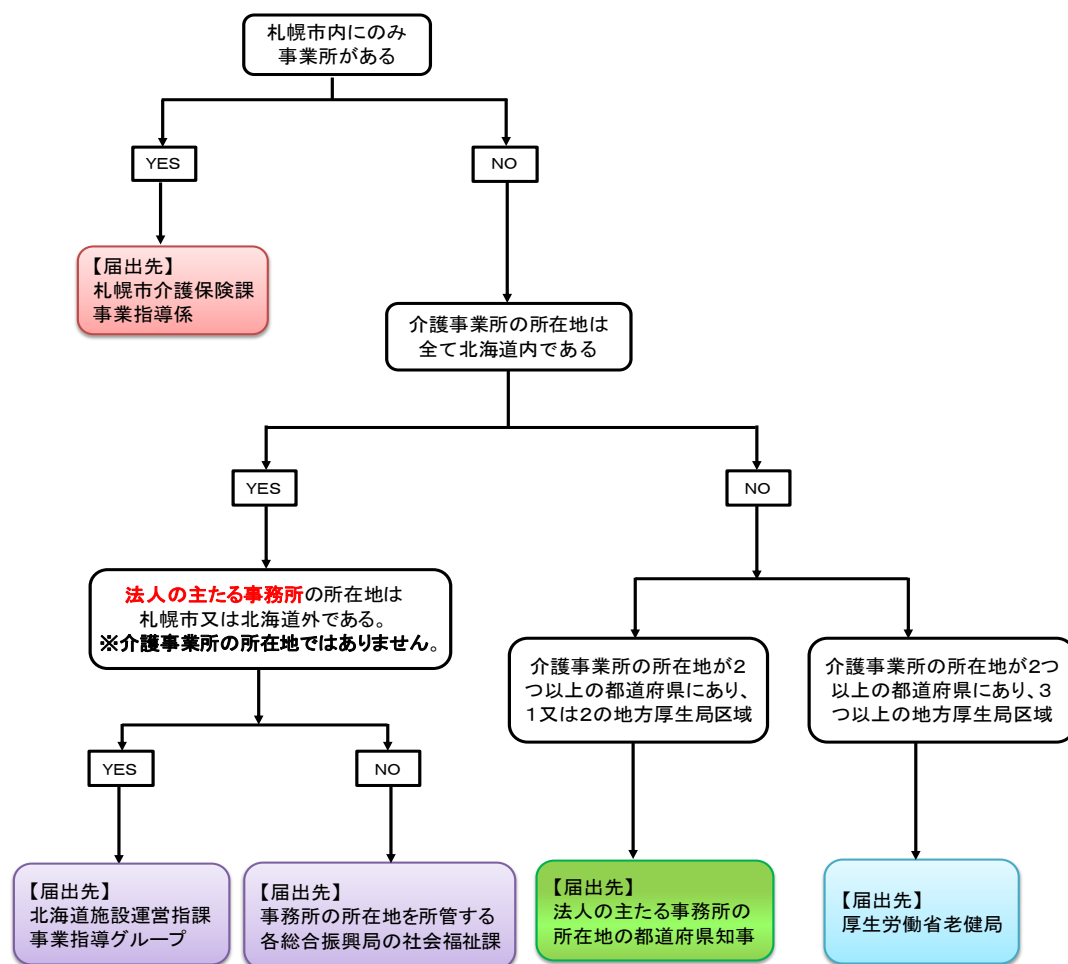 札幌市内にのみ
事業所がある
YES
NO
【届出先】
札幌市介護保険課
事業指導係
介護事業所の所在地は
全て北海道内である
YES
NO
法人の主たる事務所の所在地は
札幌市又は北海道外である。
※介護事業所の所在地ではありません。
介護事業所の所在地が2
つ以上の都道府県にあり、
1又は2の地方厚生局区域
介護事業所の所在地が2つ
以上の都道府県にあり、3
つ以上の地方厚生局区域
YES
NO
【届出先】
北海道施設運営指課
事業指導グループ
【届出先】
事務所の所在地を所管する
各総合振興局の社会福祉課
【届出先】
法人の主たる事務所の
所在地の都道府県知事
【届出先】
厚生労働省老健局